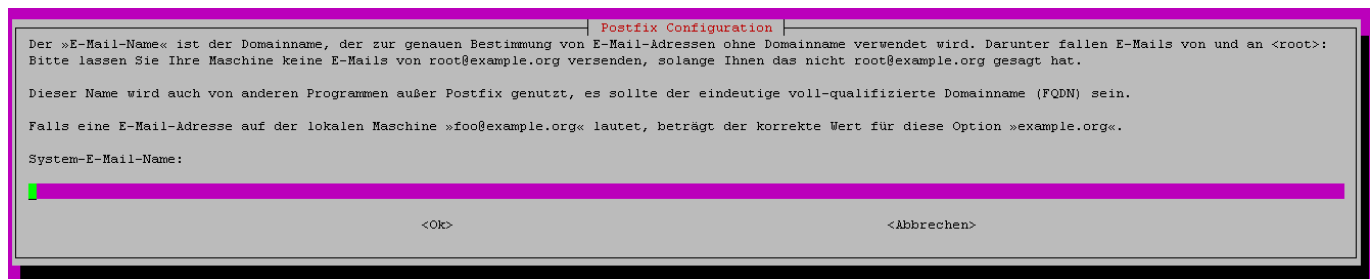 Postfix Configuration
Der »E-Mail-Name« ist der Domainname, der zur genauen Bestimmung von E-Mail-Adressen ohne Domainname verwendet wird. Darunter fallen E-Mails von und an <root>:
Bitte lassen Sie Ihre Maschine keine E-Mails von root@example.org versenden, solange Ihnen das nicht root@example.org gesagt hat.
Dieser Name wird auch von anderen Programmen außer Postfix genutzt, es sollte der eindeutige voll-qualifizierte Domainname (FQDN) sein.
Falls eine E-Mail-Adresse auf der lokalen Maschine »foo@example.org« lautet, beträgt der korrekte Wert für diese Option »example.org«.
System-E-Mail-Name:
<Ok> <Abbrechen>